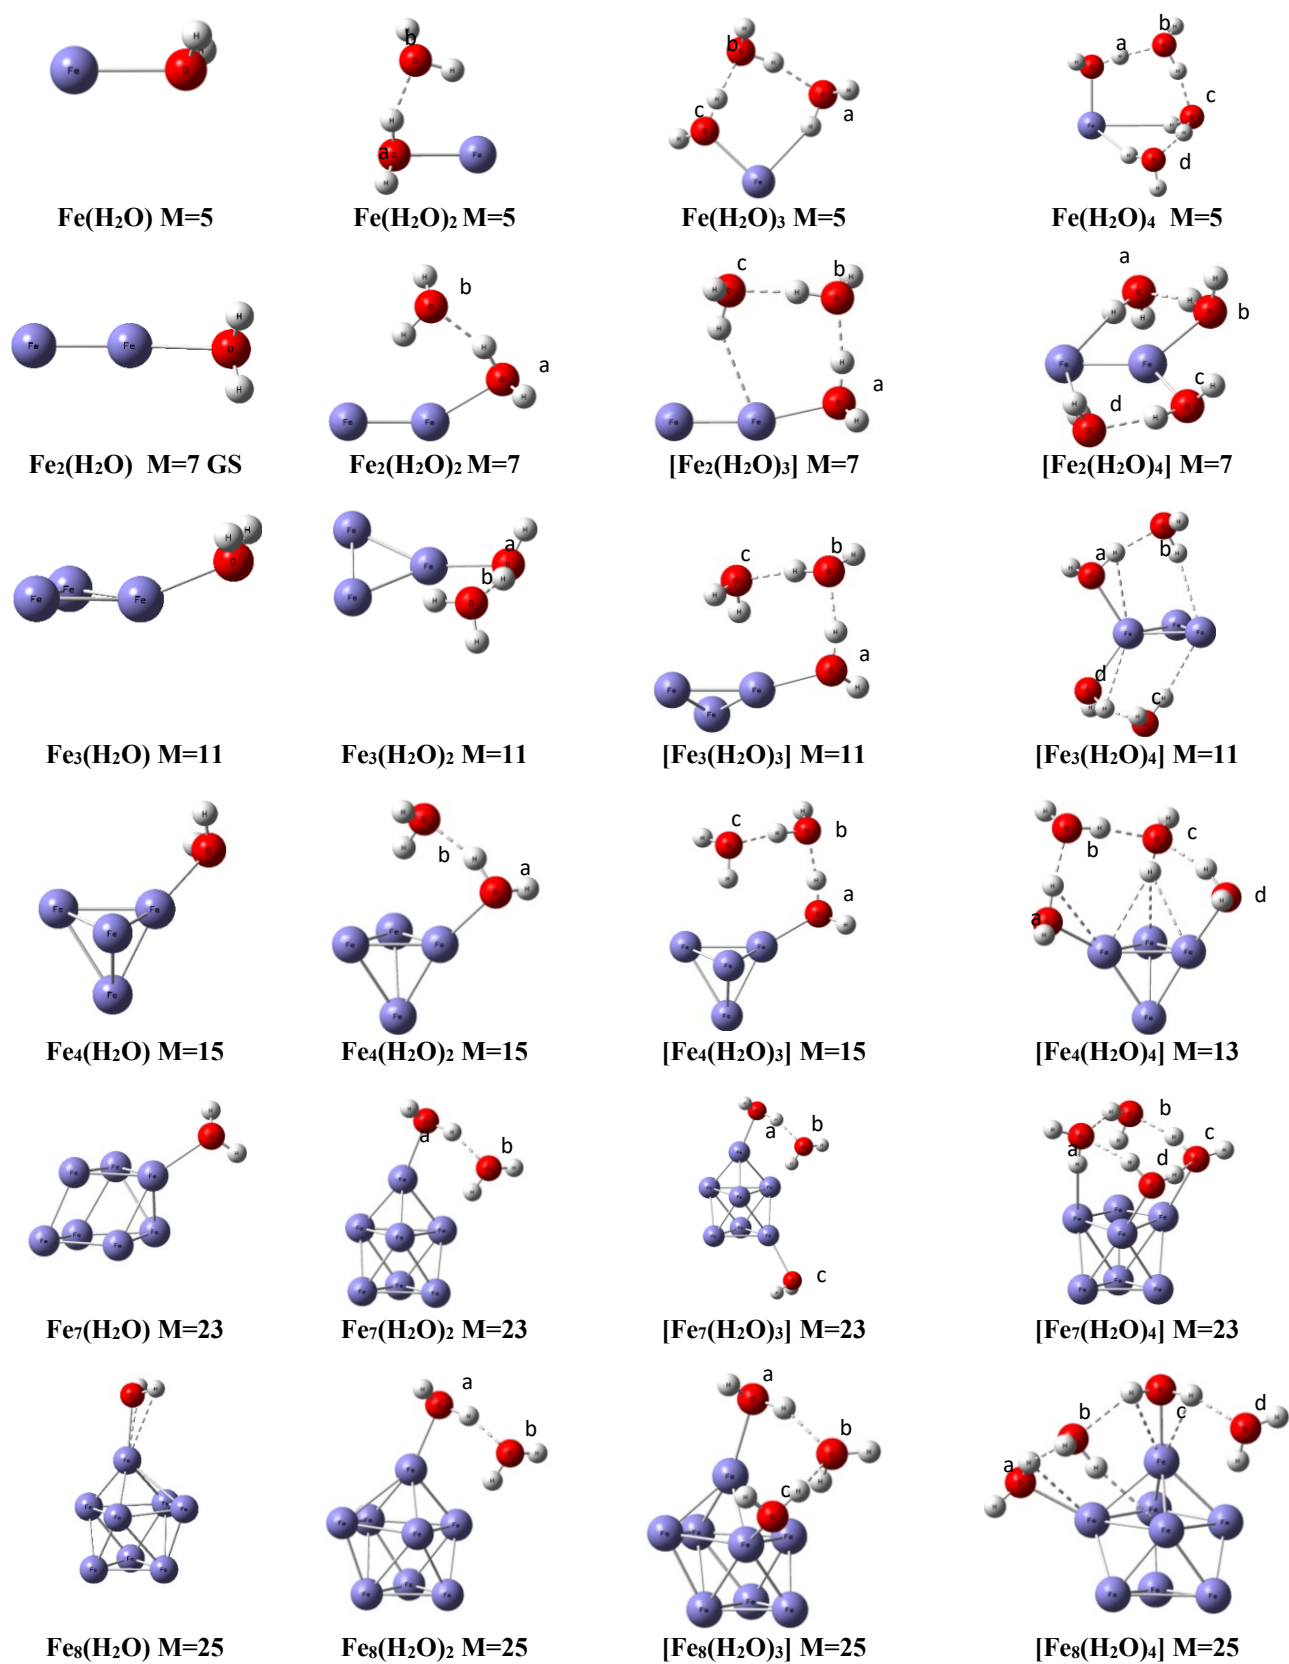 b
b
a
b
c
a
c
a
d
Fe(H₂O) M=5
Fe(H₂O)₂ M=5
Fe(H₂O)₃ M=5
Fe(H₂O)₄ M=5
b
a
c
b
a
a
b
c
d
Fe₂(H₂O) M=7 GS
Fe₂(H₂O)₂ M=7
[Fe₂(H₂O)₃] M=7
[Fe₂(H₂O)₄] M=7
a
b
c
b
a
a
b
d
c
Fe₃(H₂O) M=11
Fe₃(H₂O)₂ M=11
[Fe₃(H₂O)₃] M=11
[Fe₃(H₂O)₄] M=11
b
a
c
b
a
b
c
a
d
Fe₄(H₂O) M=15
Fe₄(H₂O)₂ M=15
[Fe₄(H₂O)₃] M=15
[Fe₄(H₂O)₄] M=13
a
b
a
b
c
b
c
a
d
Fe₇(H₂O) M=23
Fe₇(H₂O)₂ M=23
[Fe₇(H₂O)₃] M=23
[Fe₇(H₂O)₄] M=23
a
b
a
b
c
b
c
d
a
Fe₈(H₂O) M=25
Fe₈(H₂O)₂ M=25
[Fe₈(H₂O)₃] M=25
[Fe₈(H₂O)₄] M=25